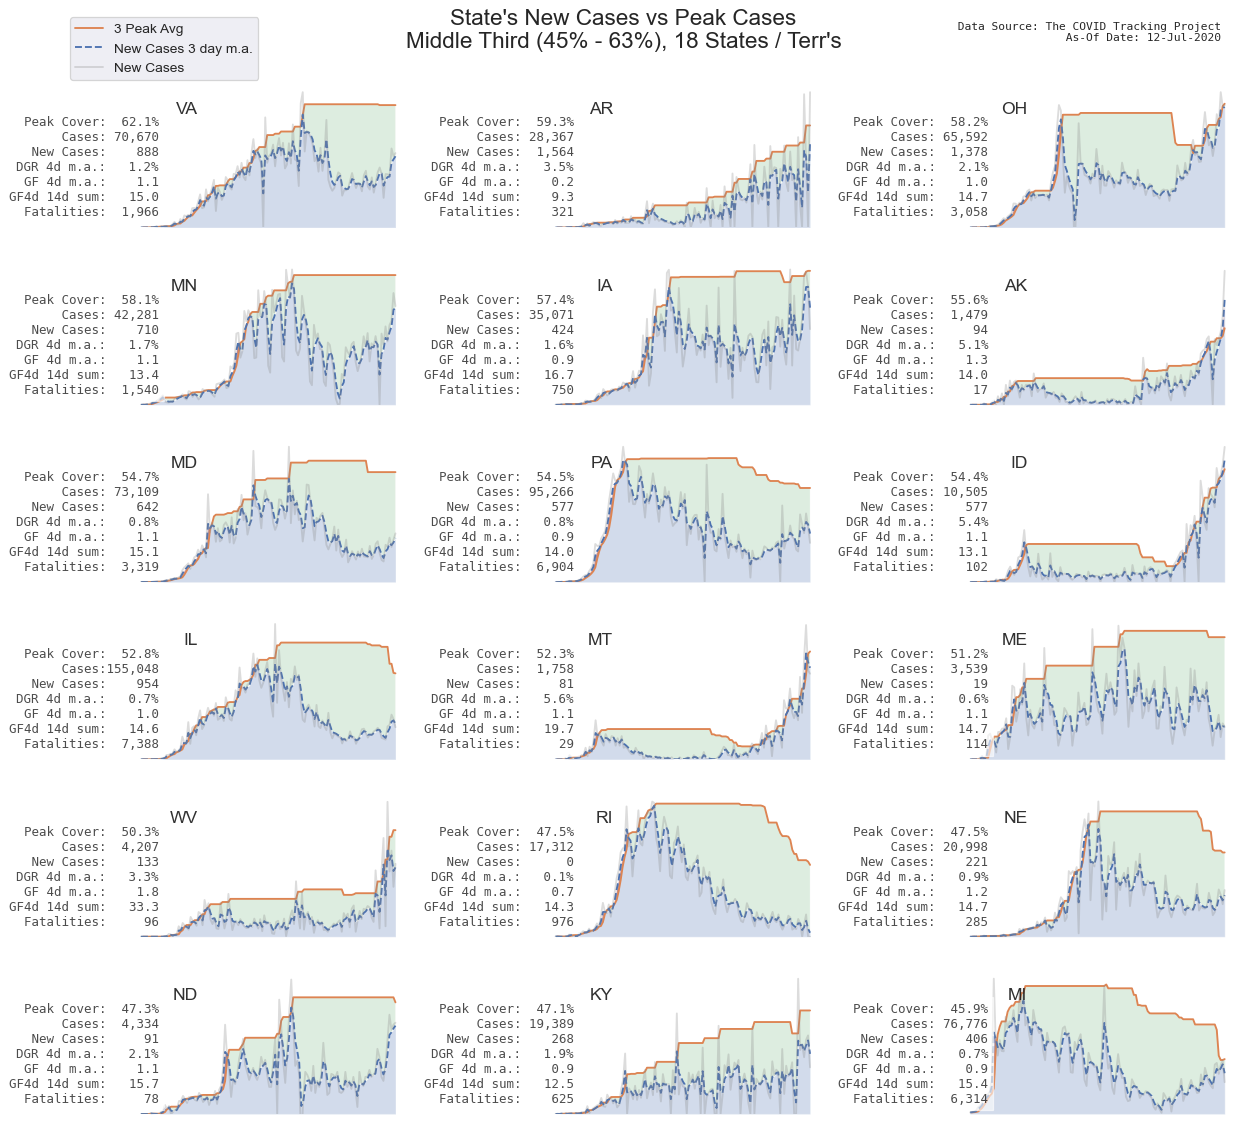 State's New Cases vs Peak Cases
Middle Third (45% - 63%), 18 States / Terr's
3 Peak Avg
New Cases 3 day m.a.
New Cases
Data Source: The COVID Tracking Project
As-Of Date: 12-Jul-2020
VA
Peak Cover: 62.1%
Cases: 70,670
New Cases: 888
DGR 4d m.a.: 1.2%
GF 4d m.a.: 1.1
GF4d 14d sum: 15.0
Fatalities: 1,966
AR
Peak Cover: 59.3%
Cases: 28,367
New Cases: 1,564
DGR 4d m.a.: 3.5%
GF 4d m.a.: 0.2
GF4d 14d sum: 9.3
Fatalities: 321
OH
Peak Cover: 58.2%
Cases: 65,592
New Cases: 1,378
DGR 4d m.a.: 2.1%
GF 4d m.a.: 1.0
GF4d 14d sum: 14.7
Fatalities: 3,058
MN
Peak Cover: 58.1%
Cases: 42,281
New Cases: 710
DGR 4d m.a.: 1.7%
GF 4d m.a.: 1.1
GF4d 14d sum: 13.4
Fatalities: 1,540
IA
Peak Cover: 57.4%
Cases: 35,071
New Cases: 424
DGR 4d m.a.: 1.6%
GF 4d m.a.: 0.9
GF4d 14d sum: 16.7
Fatalities: 750
AK
Peak Cover: 55.6%
Cases: 1,479
New Cases: 94
DGR 4d m.a.: 5.1%
GF 4d m.a.: 1.3
GF4d 14d sum: 14.0
Fatalities: 17
MD
Peak Cover: 54.7%
Cases: 73,109
New Cases: 642
DGR 4d m.a.: 0.8%
GF 4d m.a.: 1.1
GF4d 14d sum: 15.1
Fatalities: 3,319
PA
Peak Cover: 54.5%
Cases: 95,266
New Cases: 577
DGR 4d m.a.: 0.8%
GF 4d m.a.: 0.9
GF4d 14d sum: 14.0
Fatalities: 6,904
ID
Peak Cover: 54.4%
Cases: 10,505
New Cases: 577
DGR 4d m.a.: 5.4%
GF 4d m.a.: 1.1
GF4d 14d sum: 13.1
Fatalities: 102
IL
Peak Cover: 52.8%
Cases:155,048
New Cases: 954
DGR 4d m.a.: 0.7%
GF 4d m.a.: 1.0
GF4d 14d sum: 14.6
Fatalities: 7,388
MT
Peak Cover: 52.3%
Cases: 1,758
New Cases: 81
DGR 4d m.a.: 5.6%
GF 4d m.a.: 1.1
GF4d 14d sum: 19.7
Fatalities: 29
ME
Peak Cover: 51.2%
Cases: 3,539
New Cases: 19
DGR 4d m.a.: 0.6%
GF 4d m.a.: 1.1
GF4d 14d sum: 14.7
Fatalities: 114
WV
Peak Cover: 50.3%
Cases: 4,207
New Cases: 133
DGR 4d m.a.: 3.3%
GF 4d m.a.: 1.8
GF4d 14d sum: 33.3
Fatalities: 96
RI
Peak Cover: 47.5%
Cases: 17,312
New Cases: 0
DGR 4d m.a.: 0.1%
GF 4d m.a.: 0.7
GF4d 14d sum: 14.3
Fatalities: 976
NE
Peak Cover: 47.5%
Cases: 20,998
New Cases: 221
DGR 4d m.a.: 0.9%
GF 4d m.a.: 1.2
GF4d 14d sum: 14.7
Fatalities: 285
ND
Peak Cover: 47.3%
Cases: 4,334
New Cases: 91
DGR 4d m.a.: 2.1%
GF 4d m.a.: 1.1
GF4d 14d sum: 15.7
Fatalities: 78
KY
Peak Cover: 47.1%
Cases: 19,389
New Cases: 268
DGR 4d m.a.: 1.9%
GF 4d m.a.: 0.9
GF4d 14d sum: 12.5
Fatalities: 625
MI
Peak Cover: 45.9%
Cases: 76,776
New Cases: 406
DGR 4d m.a.: 0.7%
GF 4d m.a.: 0.9
GF4d 14d sum: 15.4
Fatalities: 6,314